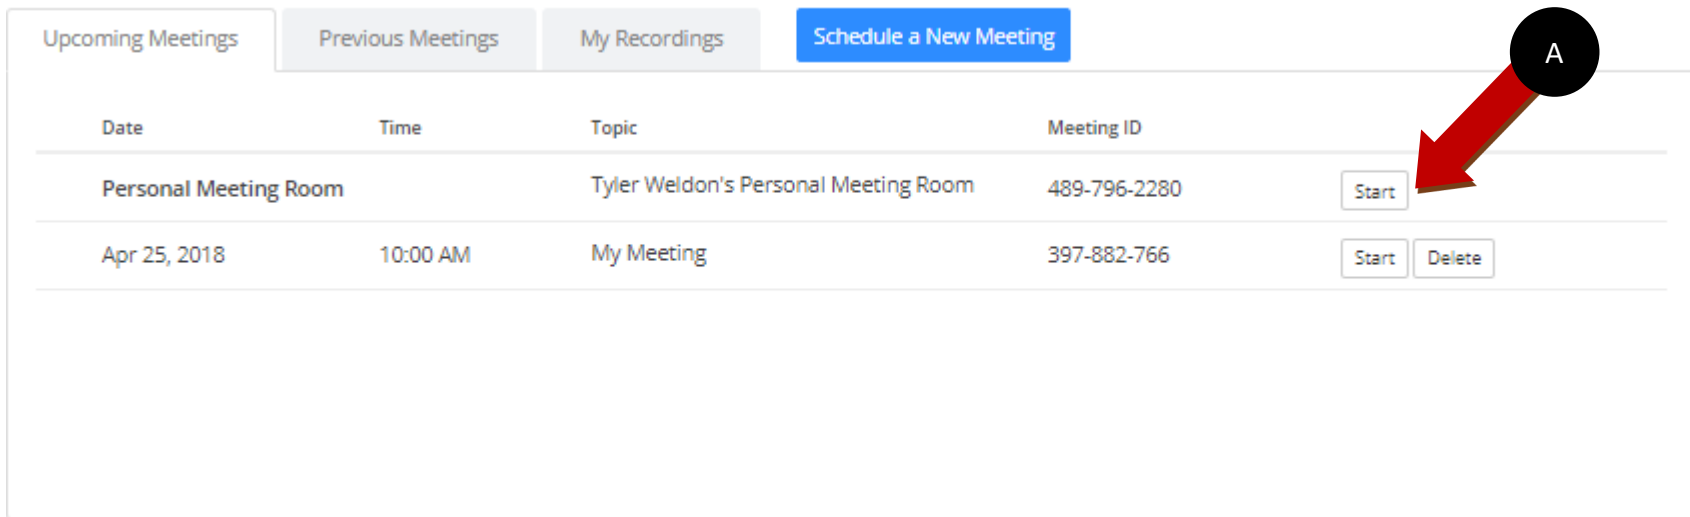 Upcoming Meetings Previous Meetings My Recordings Schedule a New Meeting
A
Date Time Topic Meeting ID
Personal Meeting Room Tyler Weldon's Personal Meeting Room 489-796-2280 Start
Apr 25, 2018 10:00 AM My Meeting 397-882-766 Start Delete